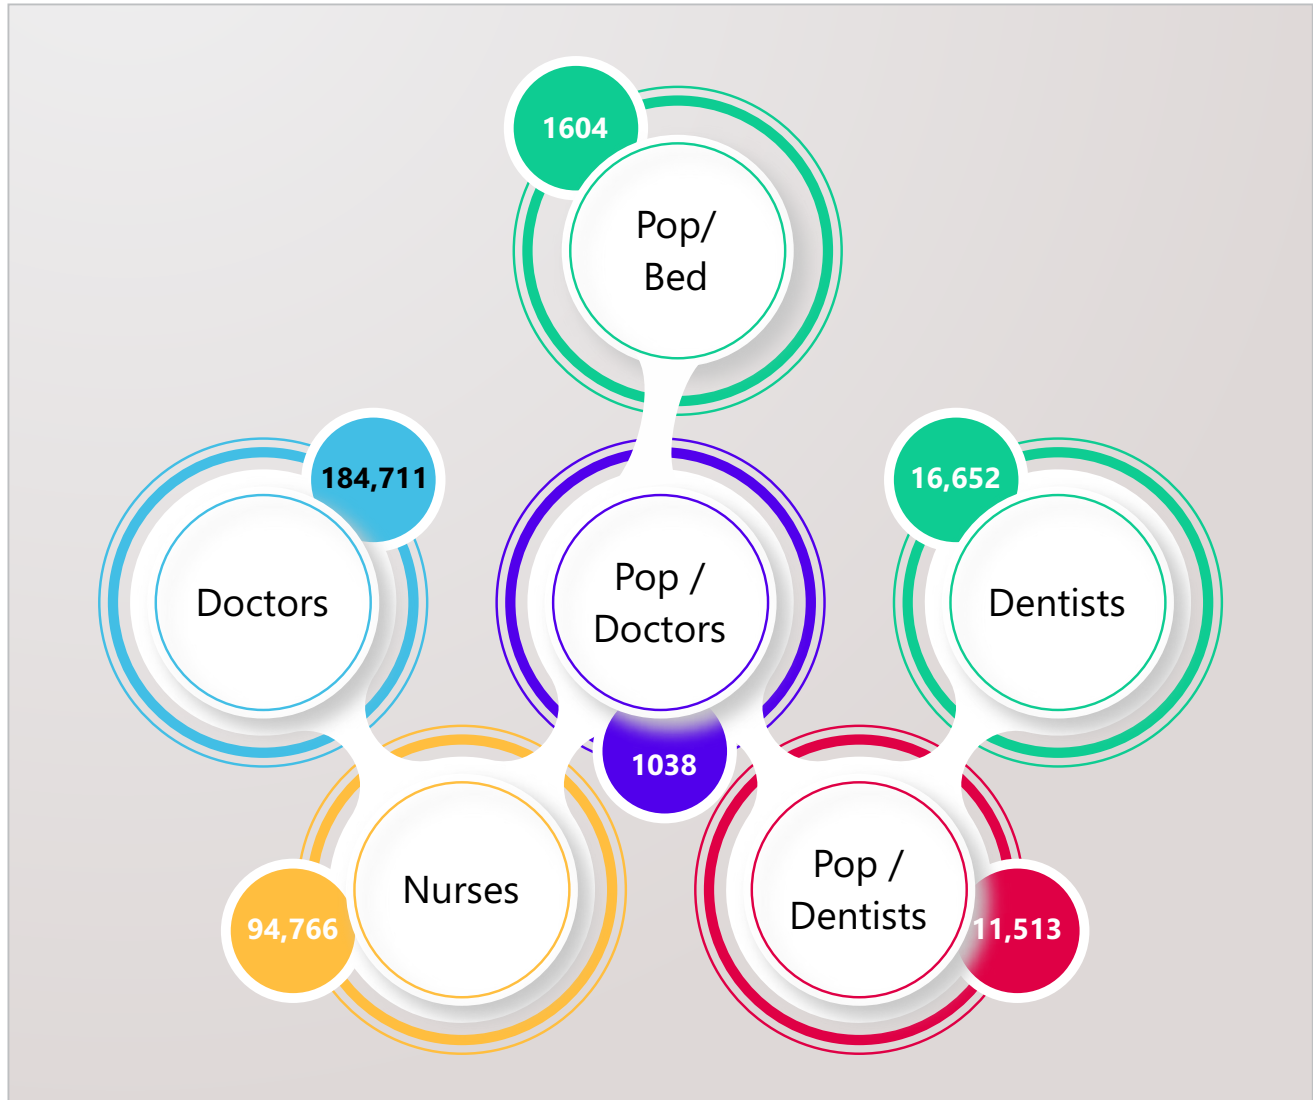 1604
Pop/
Bed
184,711
16,652
Doctors
Pop /
Doctors
Dentists
1038
Nurses
Pop /
Dentists
94,766
11,513